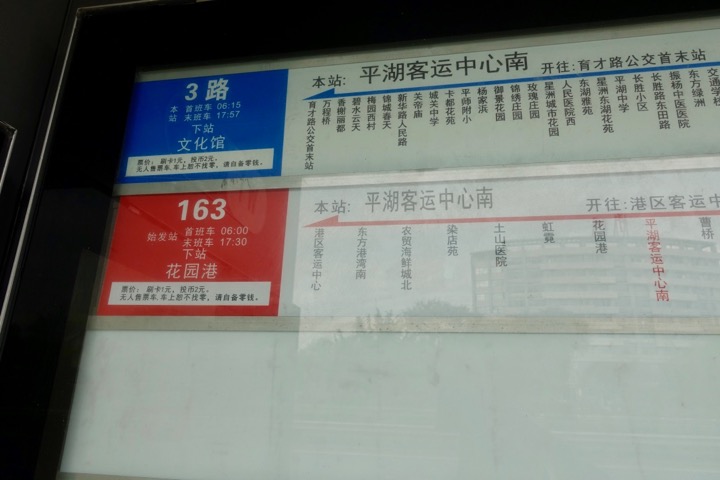 3 路
本站 首班车 06:15
末班车 17:57
下站
文化馆
票价: 刷卡1元, 投币2元。
无人售票车,车上恕不找零, 请自备零钱。
本站: 平湖客运中心南 开往: 育才路公交首末站
育才路公交首末站
万程桥
香榭丽都
碧水云天
梅园西村
锦城春天
新华路人民路
关帝庙
城关中学
卡都花苑
平师附小
杨家浜
御景花园
锦绣庄园
玫瑰庄园
星洲城市花园
人民医院西
东湖雅苑
星洲东湖花苑
平湖中学
长胜小区
长胜路东田路
振杨中医医院
东方绿洲
交通学校
163
始发站 首班车 06:00
末班车 17:30
下站
花园港
票价: 刷卡1元, 投币2元。
无人售票车,车上恕不找零, 请自备零钱。
本站: 平湖客运中心南 开往: 港区客运中
港区客运中心
东方港湾南
农贸海鲜城北
染店苑
土山医院
虹霓
花园港
平湖客运中心南
曹桥